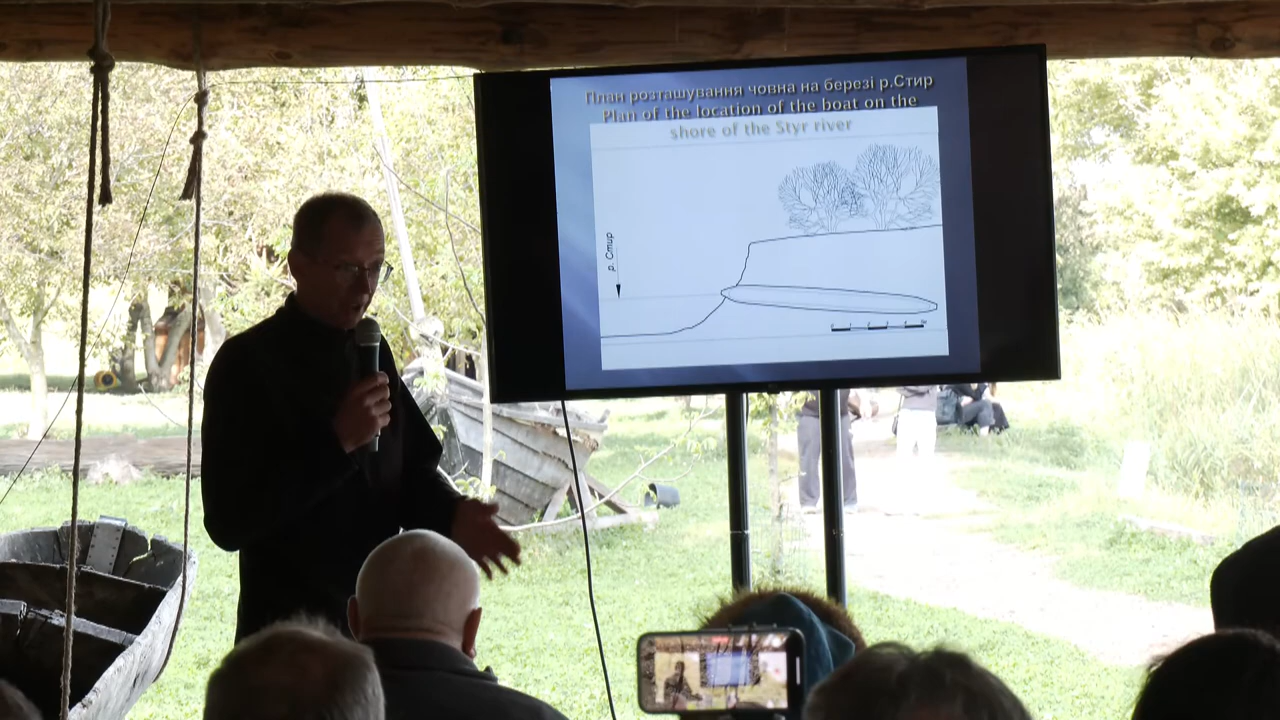 План розташування човна на березі р.Стир
Plan of the location of the boat on the
shore of the Styr river
р. Стир